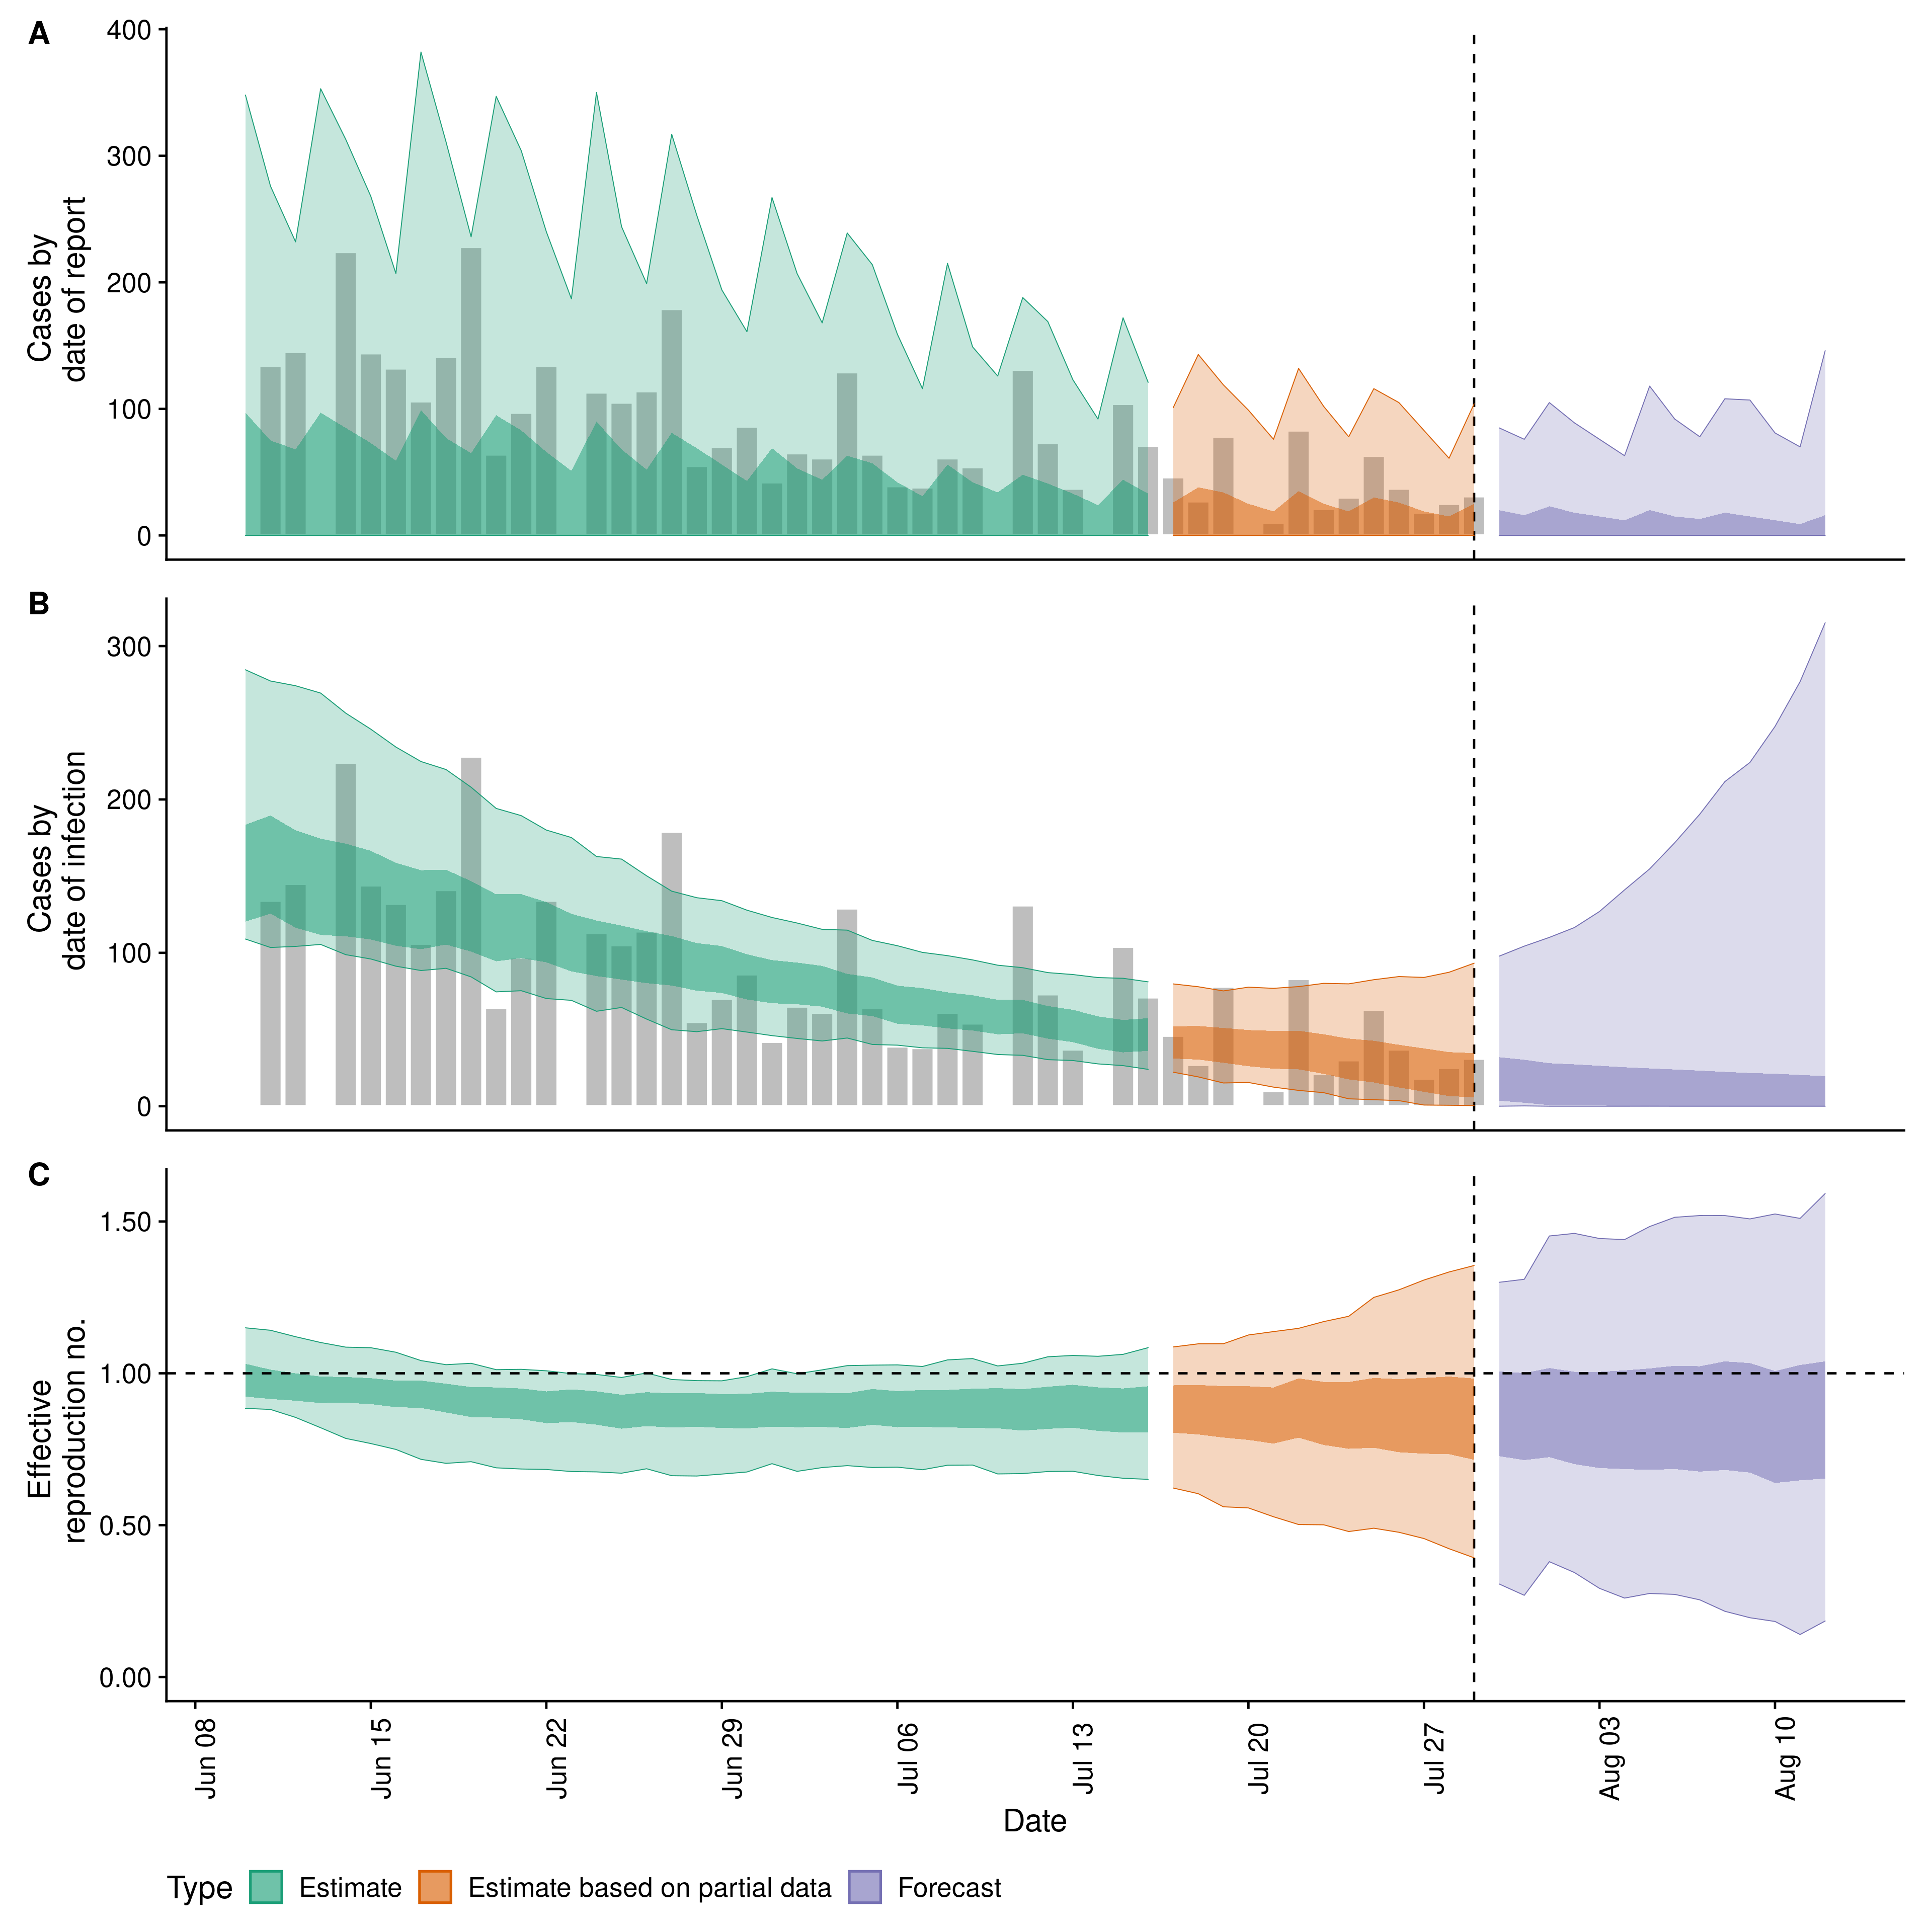 A
400
300
200
100
0
Cases by
date of report
B
300
200
100
0
Cases by
date of infection
C
1.50
1.00
0.50
0.00
Effective
reproduction no.
Jun 08
Jun 15
Jun 22
Jun 29
Jul 06
Jul 13
Jul 20
Jul 27
Aug 03
Aug 10
Date
Type Estimate Estimate based on partial data Forecast